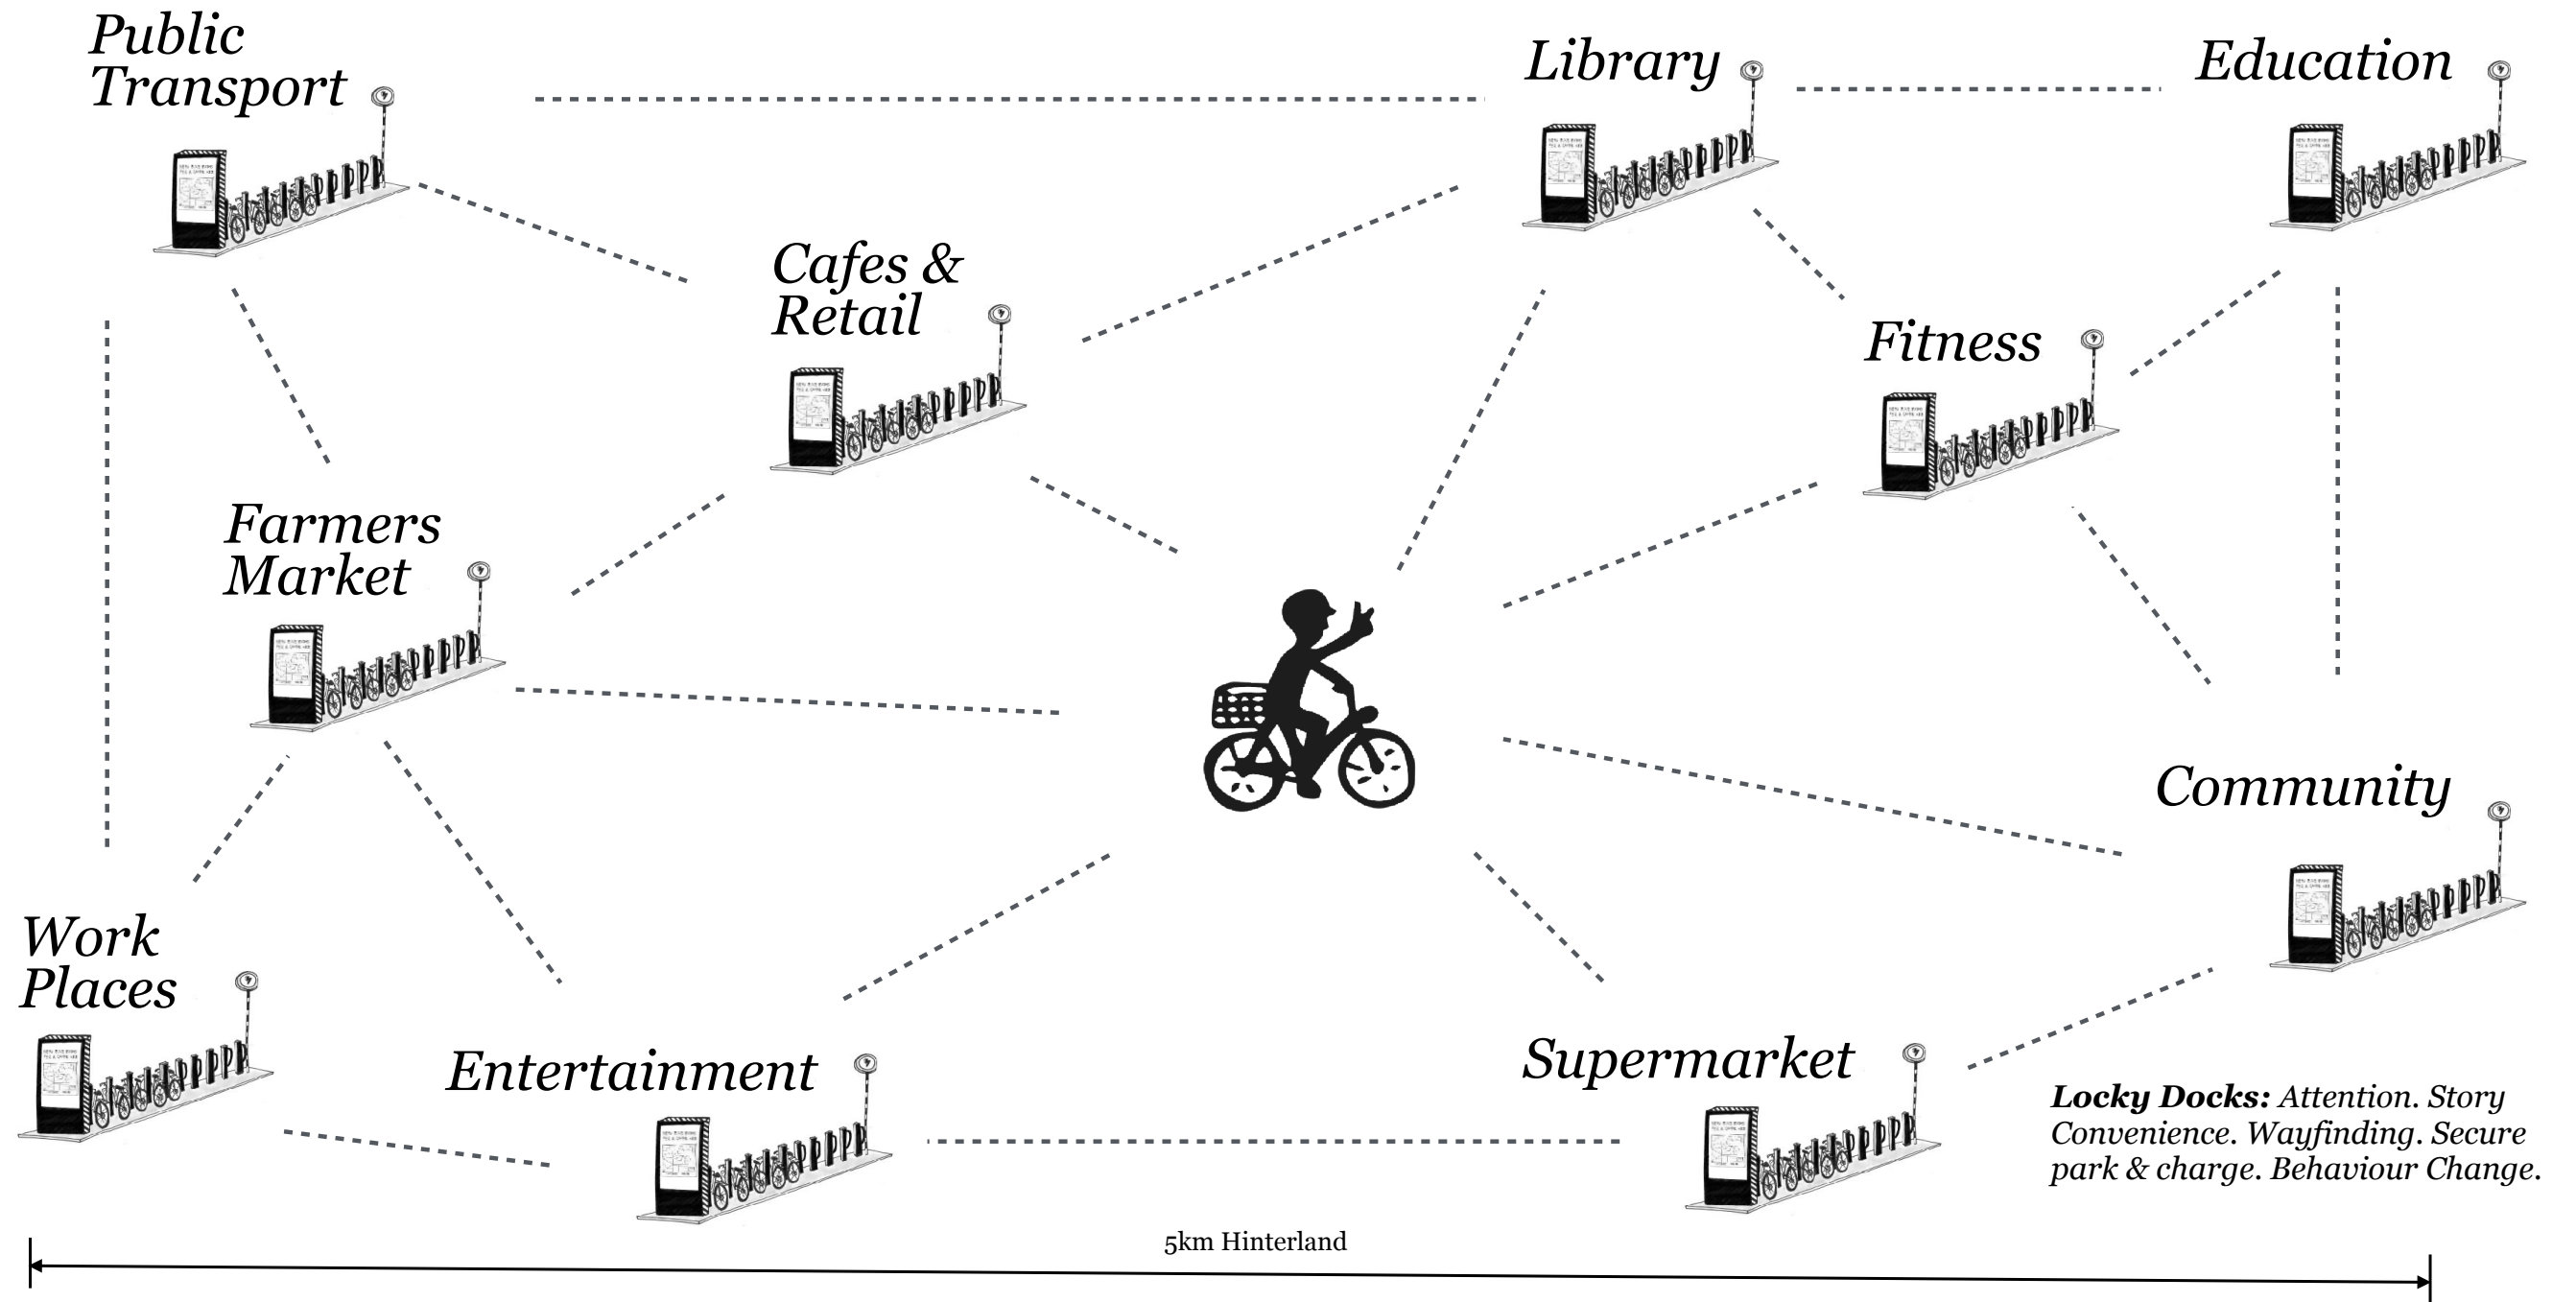 Public
Transport
Library
Education
Cafes &
Retail
Fitness
Farmers
Market
Community
Work
Places
Entertainment
Supermarket
Locky Docks: Attention. Story
Convenience. Wayfinding. Secure
park & charge. Behaviour Change.
5km Hinterland